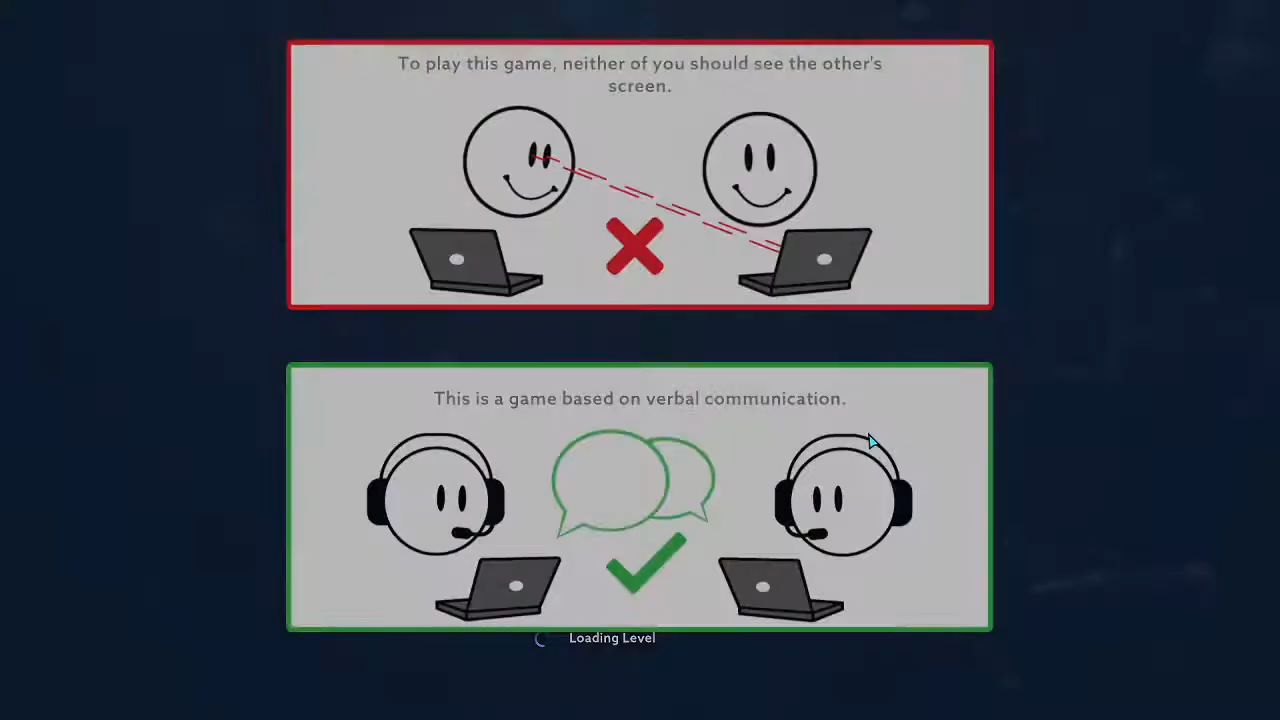 To play this game, neither of you should see the other's
screen.
This is a game based on verbal communication.
Loading Level